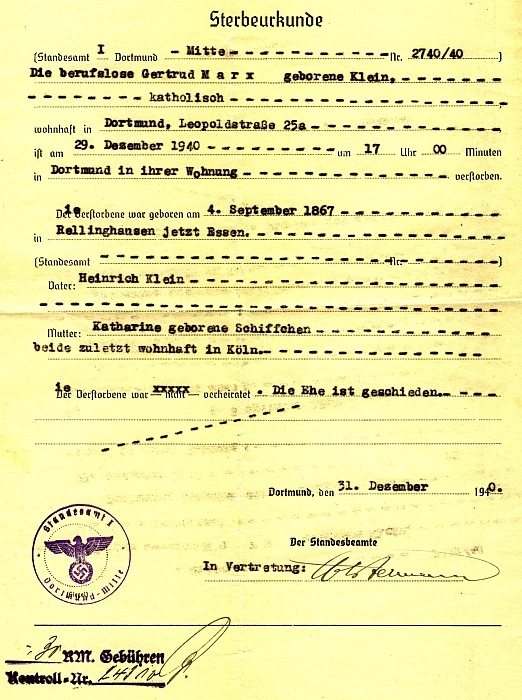 Sterbeurkunde
(Standesamt I Dortmund - Mitte - Nr. 2740/40 )
Die berufslose Gertrud Marx geborene Klein,
katholisch
wohnhaft in Dortmund, Leopoldstraße 25a
ist am 29. Dezember 1940 um 17 Uhr 00 Minuten
in Dortmund in ihrer Wohnung verstorben.
Die Verstorbene war geboren am 4. September 1867
in Rellinghausen jetzt Essen.
(Standesamt Nr. )
Vater: Heinrich Klein
Mutter: Katharine geborene Schiffchen
beide zuletzt wohnhaft in Köln.
Die Verstorbene war xxxxx verheiratet . Die Ehe ist geschieden.
Dortmund, den 31. Dezember 1940.
Der Standesbeamte
In Vertretung:
Standesamt I
Dortmund-Mitte
RM. Gebühren
Kontroll-Nr.